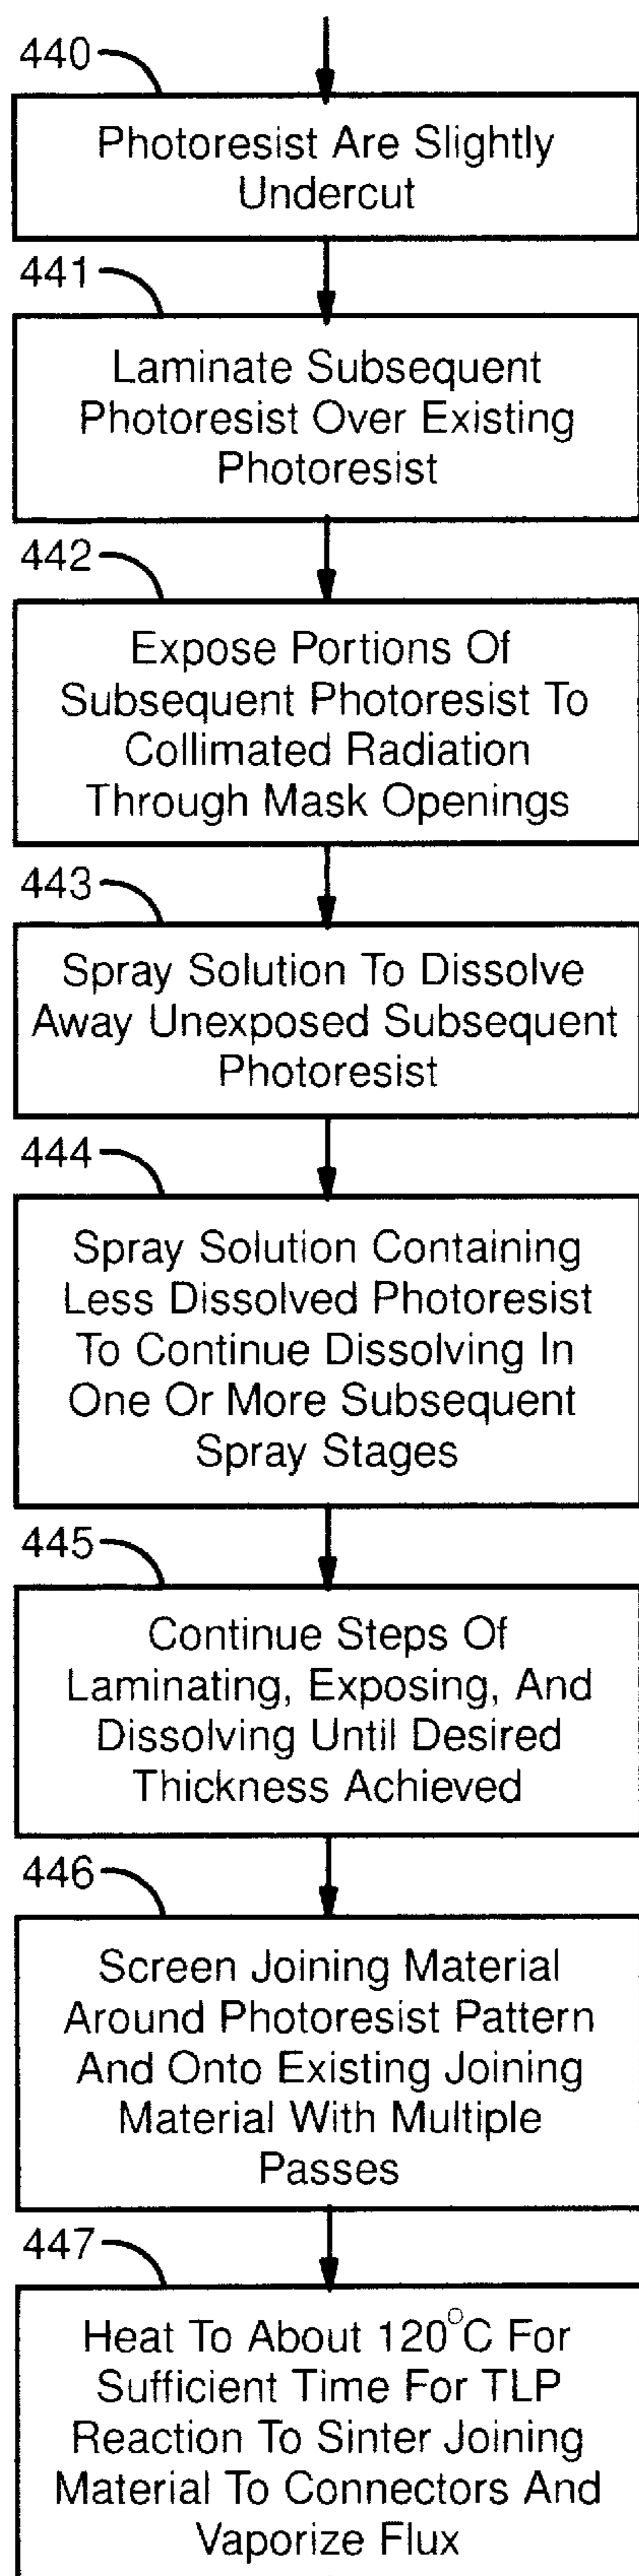 440
Photoresist Are Slightly
Undercut
441
Laminate Subsequent
Photoresist Over Existing
Photoresist
442
Expose Portions Of
Subsequent Photoresist To
Collimated Radiation
Through Mask Openings
443
Spray Solution To Dissolve
Away Unexposed Subsequent
Photoresist
444
Spray Solution Containing
Less Dissolved Photoresist
To Continue Dissolving In
One Or More Subsequent
Spray Stages
445
Continue Steps Of
Laminating, Exposing, And
Dissolving Until Desired
Thickness Achieved
446
Screen Joining Material
Around Photoresist Pattern
And Onto Existing Joining
Material With Multiple
Passes
447
Heat To About 120°C For
Sufficient Time For TLP
Reaction To Sinter Joining
Material To Connectors And
Vaporize Flux